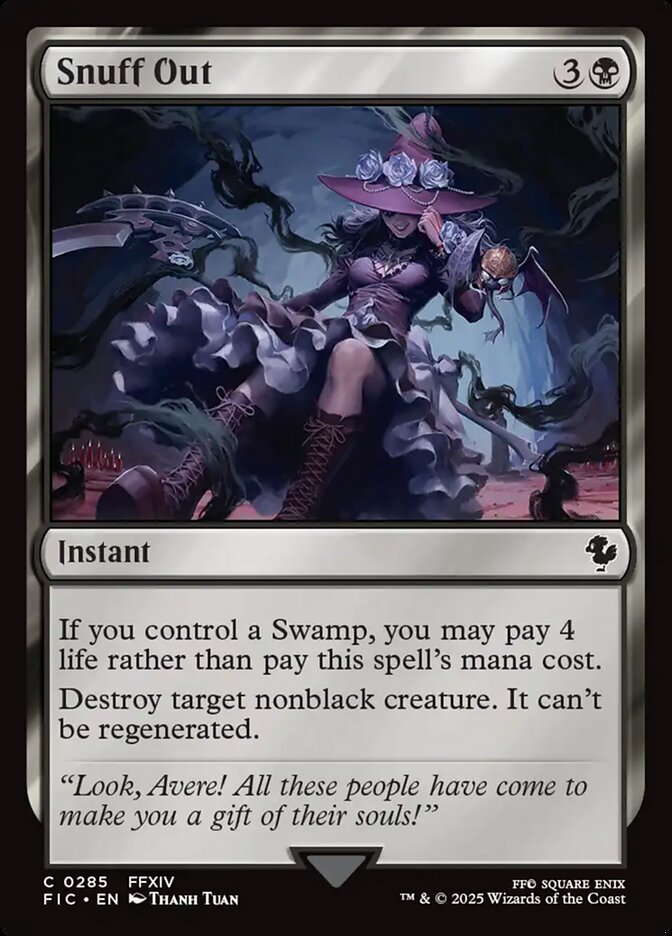 Snuff Out 3
Instant
If you control a Swamp, you may pay 4
life rather than pay this spell's mana cost.
Destroy target nonblack creature. It can't
be regenerated.
“Look, Avere! All these people have come to
make you a gift of their souls!”
C 0285 FFXIV
FIC • EN Thanh Tuan
FF© SQUARE ENIX
™ & © 2025 Wizards of the Coast